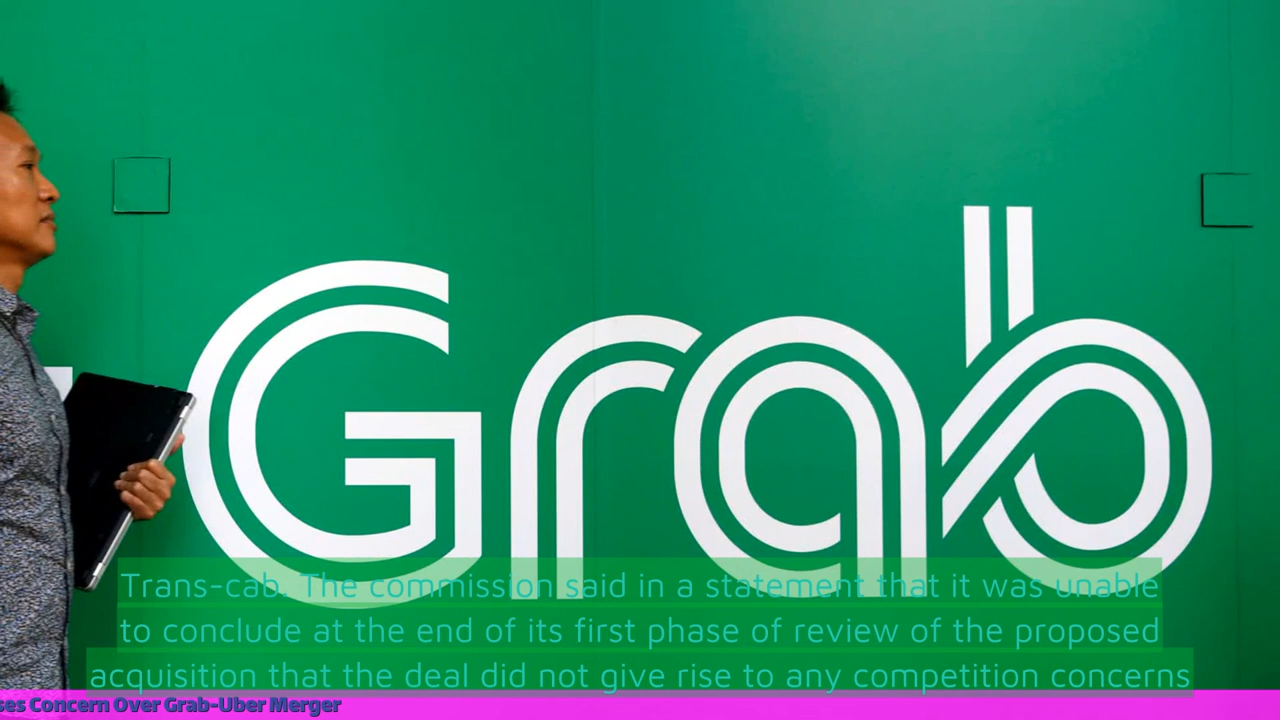 Grab
Trans-cab. The commission said in a statement that it was unable
to conclude at the end of its first phase of review of the proposed
acquisition that the deal did not give rise to any competition concerns
Concern Over Grab-Uber Merger